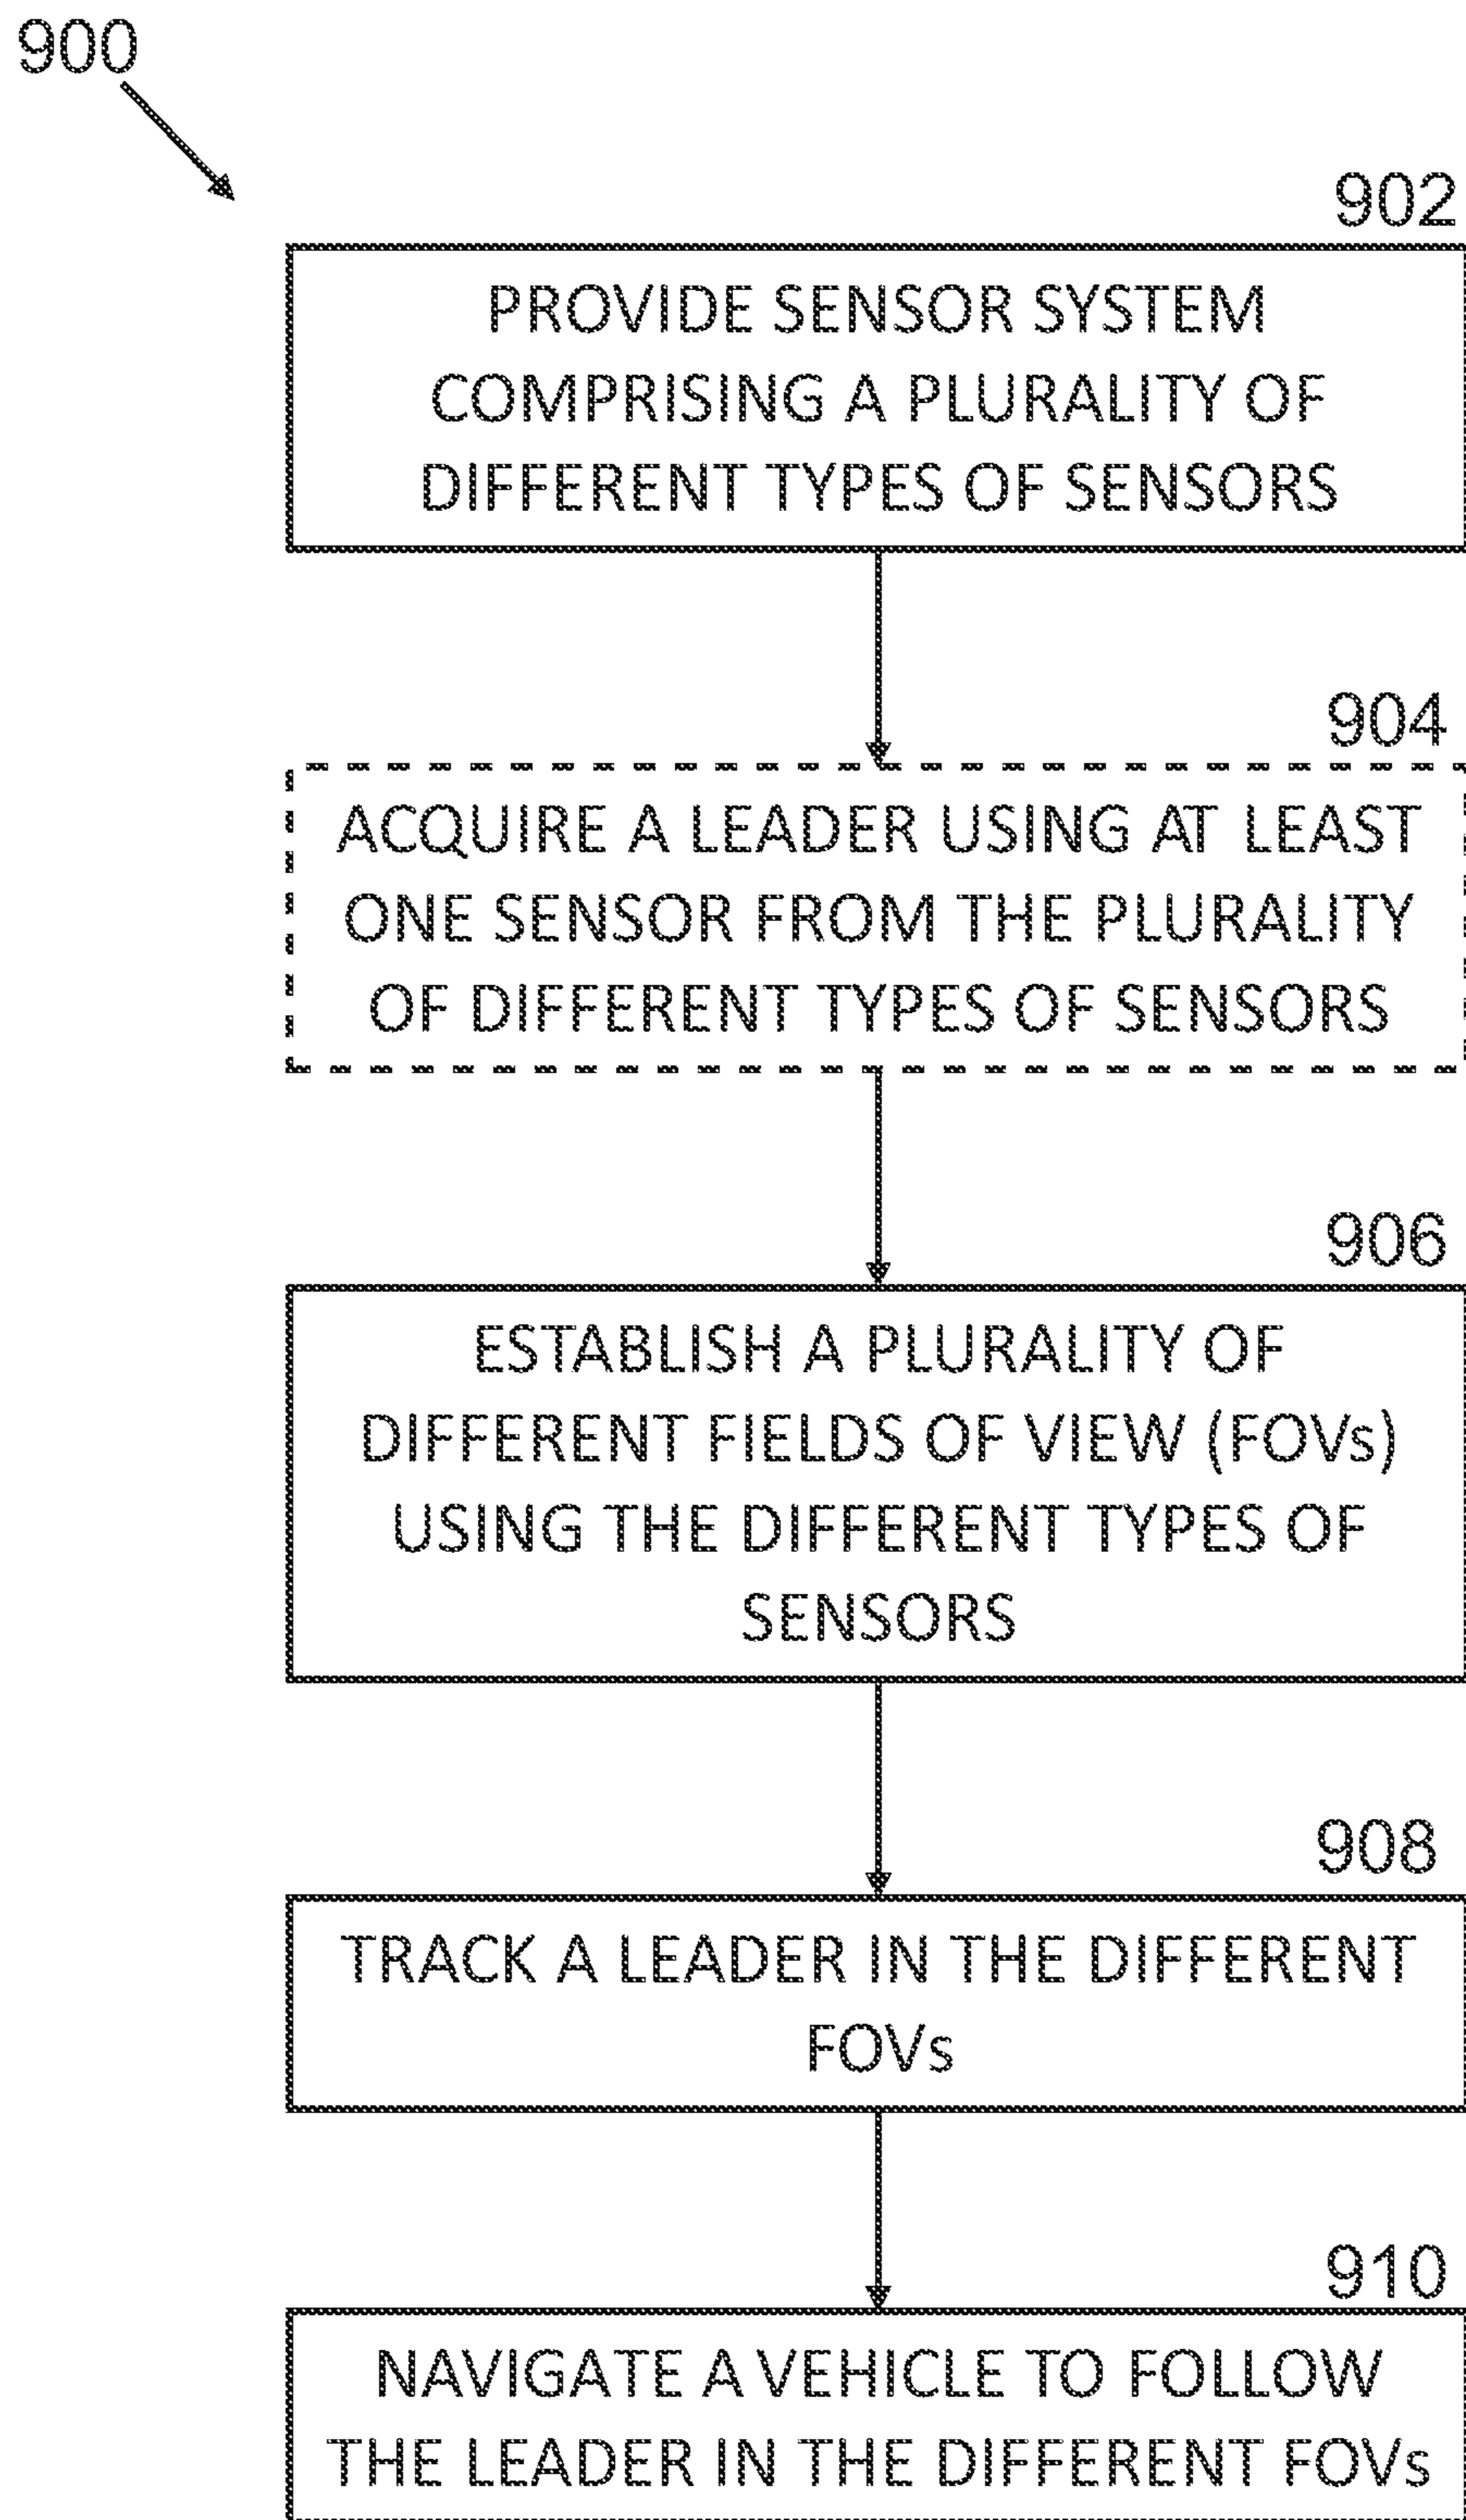 900
902
PROVIDE SENSOR SYSTEM
COMPRISING A PLURALITY OF
DIFFERENT TYPES OF SENSORS
904
ACQUIRE A LEADER USING AT LEAST
ONE SENSOR FROM THE PLURALITY
OF DIFFERENT TYPES OF SENSORS
906
ESTABLISH A PLURALITY OF
DIFFERENT FIELDS OF VIEW (FOVs)
USING THE DIFFERENT TYPES OF
SENSORS
908
TRACK A LEADER IN THE DIFFERENT
FOVs
910
NAVIGATE A VEHICLE TO FOLLOW
THE LEADER IN THE DIFFERENT FOVs